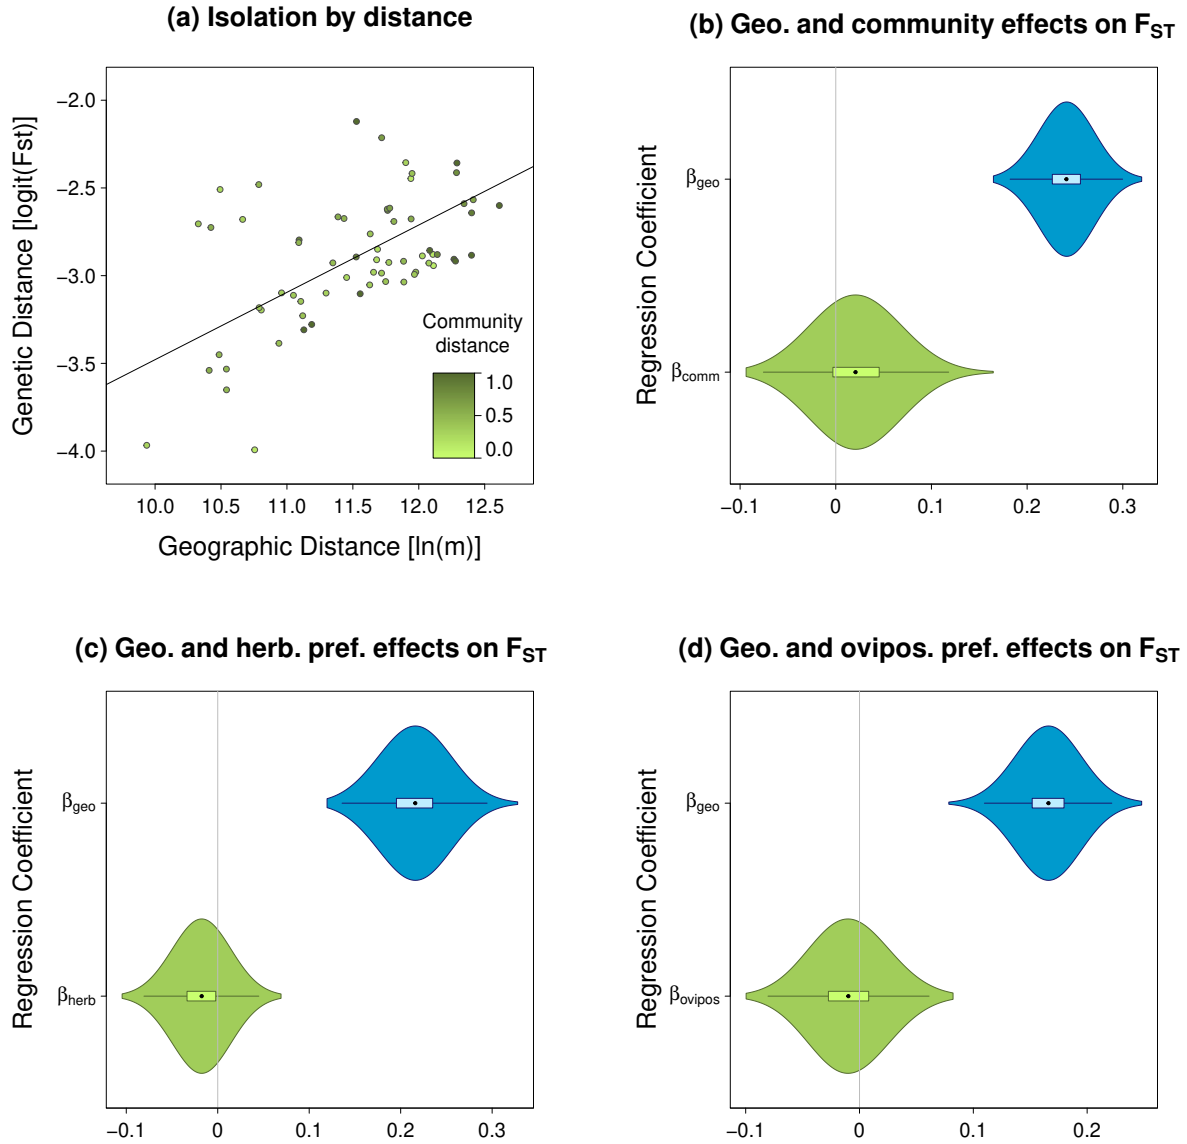 (a) Isolation by distance
Genetic Distance [logit(Fst)]
−2.0
−2.5
−3.0
−3.5
−4.0
Community
distance
1.0
0.5
0.0
10.0 10.5 11.0 11.5 12.0 12.5
Geographic Distance [ln(m)]
(b) Geo. and community effects on FST
Regression Coefficient
βgeo
βcomm
−0.1 0 0.1 0.2 0.3
(c) Geo. and herb. pref. effects on FST
Regression Coefficient
βgeo
βherb
−0.1 0 0.1 0.2 0.3
(d) Geo. and ovipos. pref. effects on FST
Regression Coefficient
βgeo
βovipos
−0.1 0 0.1 0.2